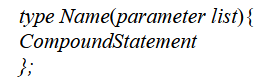 type Name(parameter list){
CompoundStatement
};